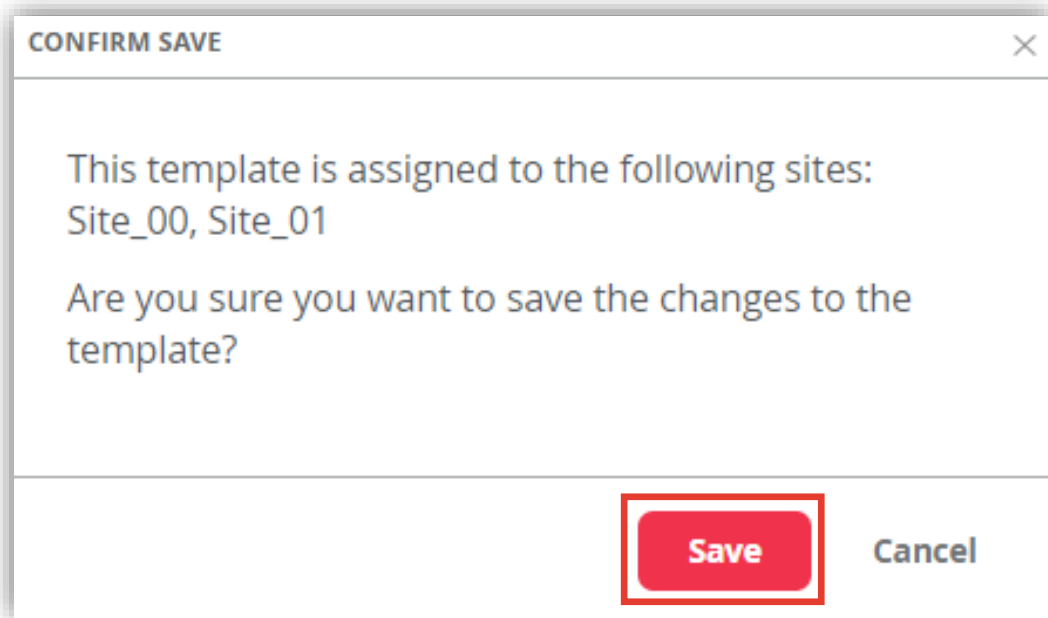 CONFIRM SAVE
This template is assigned to the following sites:
Site_00, Site_01
Are you sure you want to save the changes to the
template?
Save Cancel